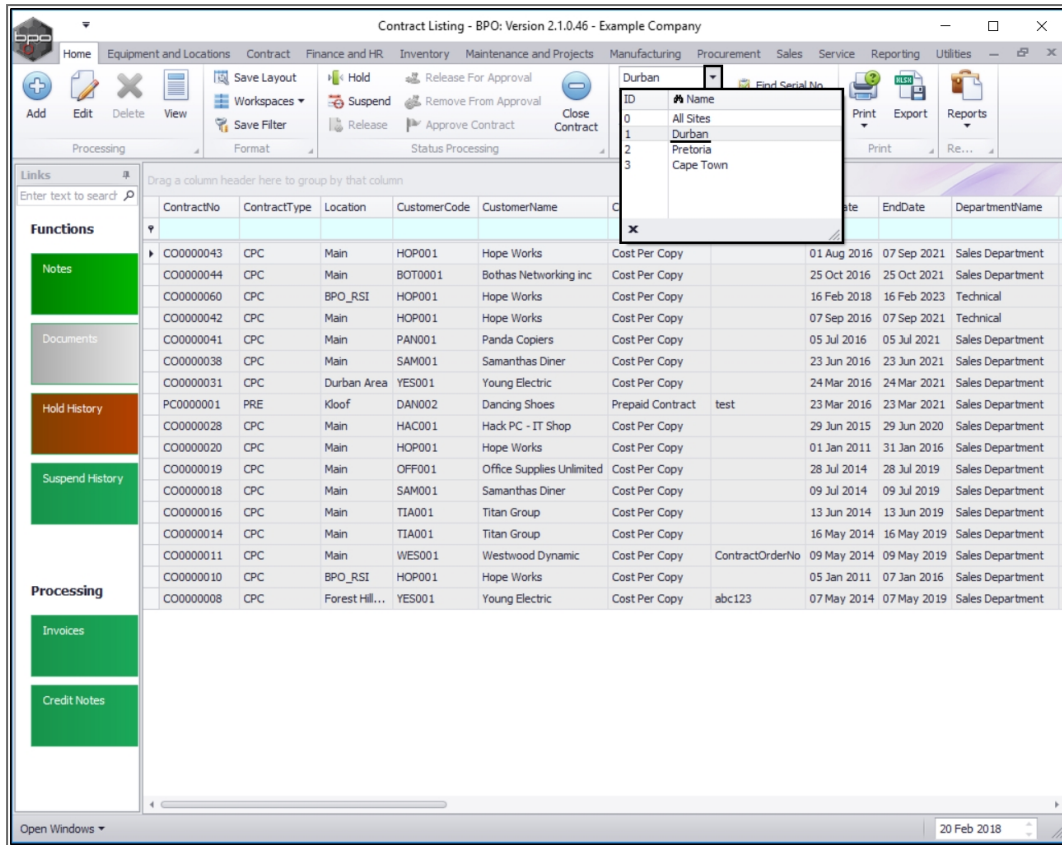 Contract Listing - BPO: Version 2.1.0.46 - Example Company
bpo
Home Equipment and Locations Contract Finance and HR Inventory Maintenance and Projects Manufacturing Procurement Sales Service Reporting Utilities
Add Edit Delete View
Save Layout
Workspaces
Save Filter
Hold
Suspend
Release
Release For Approval
Remove From Approval
Approve Contract
Close Contract
Durban
Find Serial No
Print Export Reports
Processing Format Status Processing Print Re...
ID Name
0 All Sites
1 Durban
2 Pretoria
3 Cape Town
Links
Enter text to search
Functions
Notes
Documents
Hold History
Suspend History
Processing
Invoices
Credit Notes
Drag a column header here to group by that column
ContractNo ContractType Location CustomerCode CustomerName EndDate DepartmentName
CO0000043 CPC Main HOP001 Hope Works Cost Per Copy 01 Aug 2016 07 Sep 2021 Sales Department
CO0000044 CPC Main BOT0001 Bothas Networking inc Cost Per Copy 25 Oct 2016 25 Oct 2021 Sales Department
CO0000060 CPC BPO_RSI HOP001 Hope Works Cost Per Copy 16 Feb 2018 16 Feb 2023 Technical
CO0000042 CPC Main HOP001 Hope Works Cost Per Copy 07 Sep 2016 07 Sep 2021 Technical
CO0000041 CPC Main PAN001 Panda Copiers Cost Per Copy 05 Jul 2016 05 Jul 2021 Sales Department
CO0000038 CPC Main SAM001 Samanthas Diner Cost Per Copy 23 Jun 2016 23 Jun 2021 Sales Department
CO0000031 CPC Durban Area YES001 Young Electric Cost Per Copy 24 Mar 2016 24 Mar 2021 Sales Department
PC0000001 PRE Kloof DAN002 Dancing Shoes Prepaid Contract test 23 Mar 2016 23 Mar 2021 Sales Department
CO0000028 CPC Main HAC001 Hack PC - IT Shop Cost Per Copy 29 Jun 2015 29 Jun 2020 Sales Department
CO0000020 CPC Main HOP001 Hope Works Cost Per Copy 01 Jan 2011 31 Jan 2016 Sales Department
CO0000019 CPC Main OFF001 Office Supplies Unlimited Cost Per Copy 28 Jul 2014 28 Jul 2019 Sales Department
CO0000018 CPC Main SAM001 Samanthas Diner Cost Per Copy 09 Jul 2014 09 Jul 2019 Sales Department
CO0000016 CPC Main TIA001 Titan Group Cost Per Copy 13 Jun 2014 13 Jun 2019 Sales Department
CO0000014 CPC Main TIA001 Titan Group Cost Per Copy 16 May 2014 16 May 2019 Sales Department
CO0000011 CPC Main WES001 Westwood Dynamic Cost Per Copy ContractOrderNo 09 May 2014 09 May 2019 Sales Department
CO0000010 CPC BPO_RSI HOP001 Hope Works Cost Per Copy 05 Jan 2011 07 Jan 2016 Sales Department
CO0000008 CPC Forest Hill... YES001 Young Electric Cost Per Copy abc123 07 May 2014 07 May 2019 Sales Department
Open Windows
20 Feb 2018